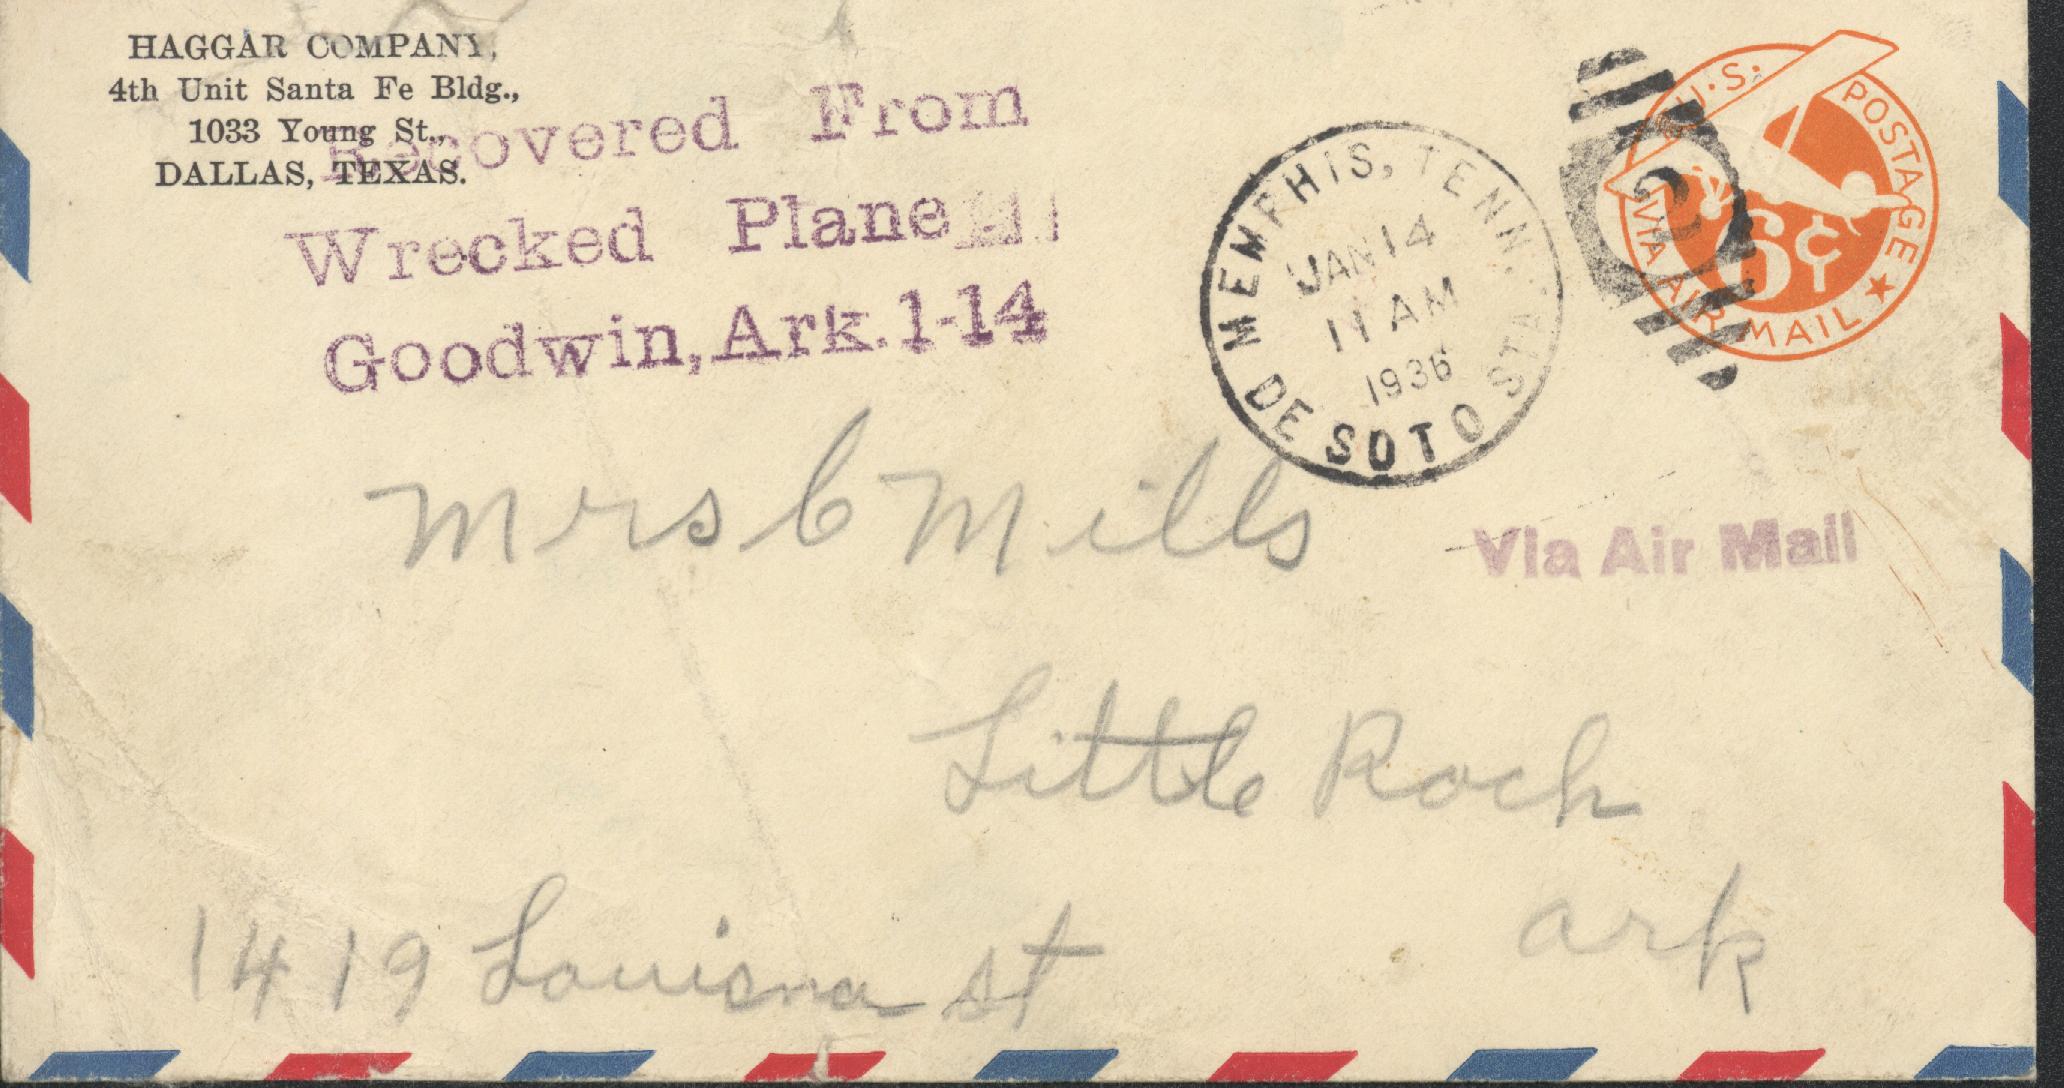 HAGGAR COMPANY,
4th Unit Santa Fe Bldg.,
1033 Young St.,
DALLAS, TEXAS.
Recovered From
Wrecked Plane
Goodwin, Ark. 1-14
MEMPHIS, TENN.
JAN 14
11 AM
1936
DE SOTO STA.
2
U.S. POSTAGE
6¢
VIA AIR MAIL
Mrs C Mills
Via Air Mail
Little Rock
Ark
1419 Louisna St